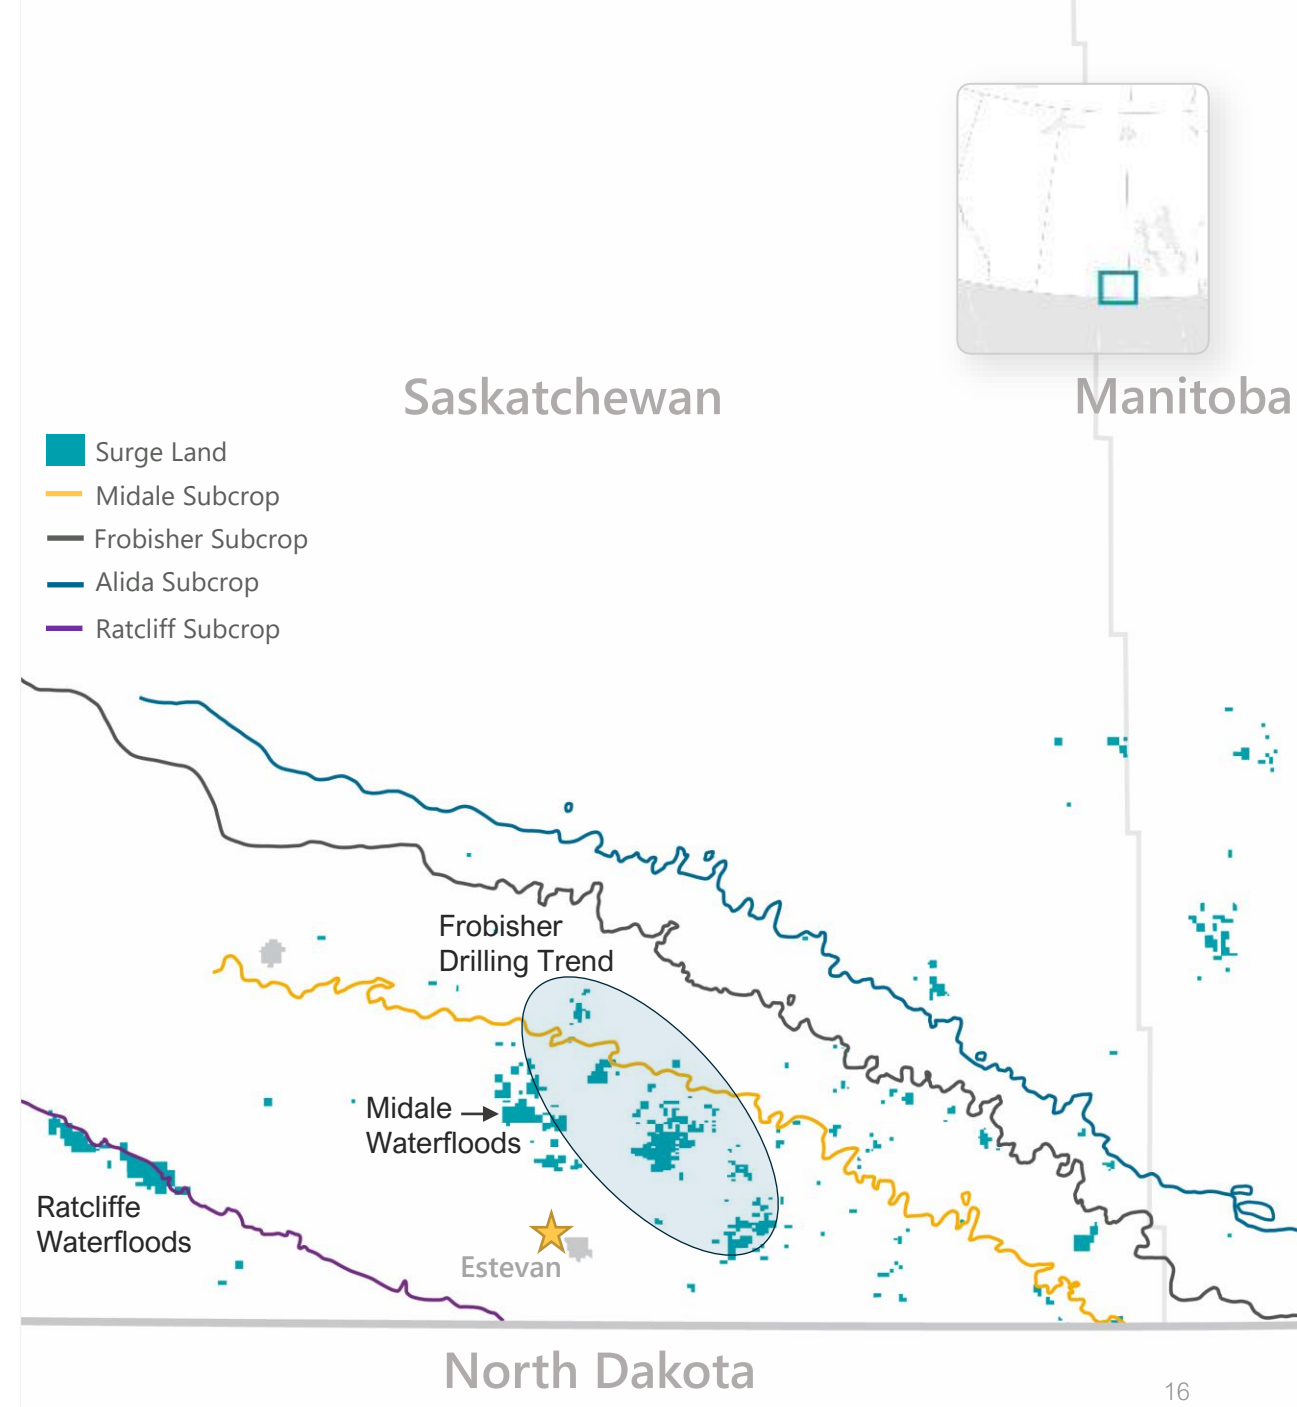 Saskatchewan
Manitoba
Surge Land
Midale Subcrop
Frobisher Subcrop
Alida Subcrop
Ratcliff Subcrop
Frobisher
Drilling Trend
Midale
Waterfloods
Ratcliffe
Waterfloods
Estevan
North Dakota
16